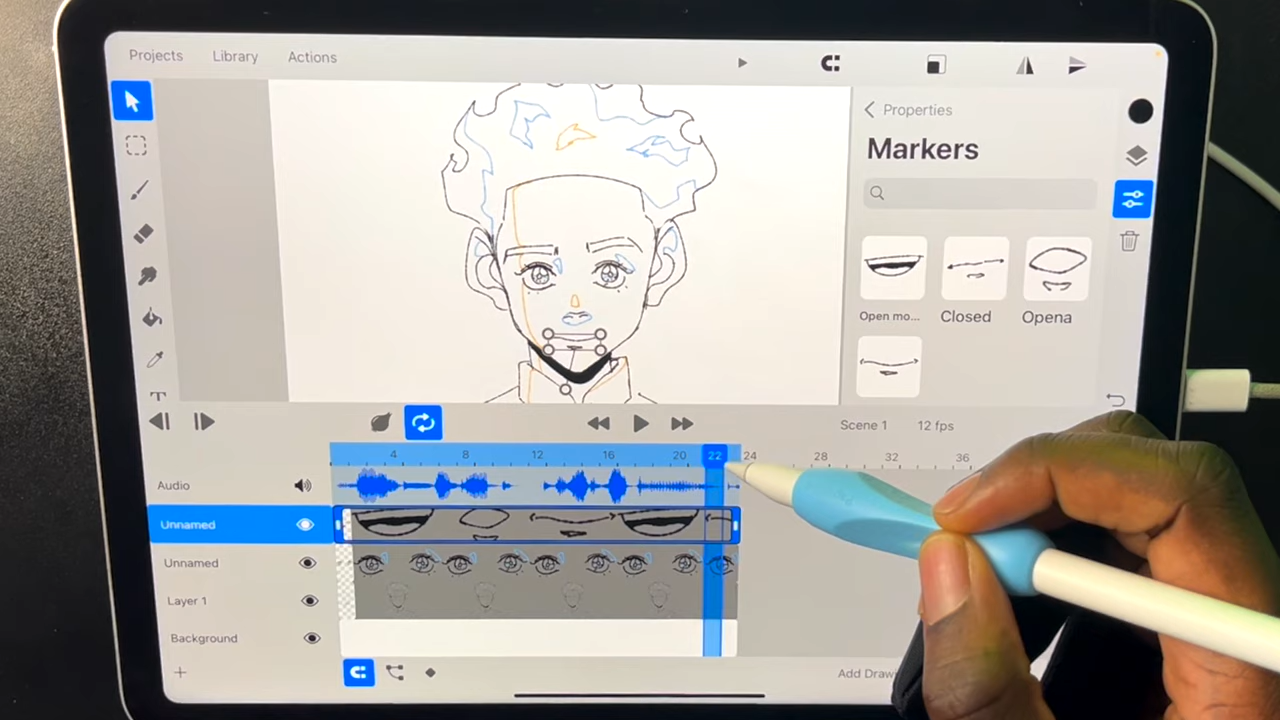 Projects Library Actions
Properties
Markers
Open mo... Closed Opena
Scene 1 12 fps
4 8 12 16 20 22 24 28 32 36
Audio
Unnamed
Unnamed
Layer 1
Background
Add Draw